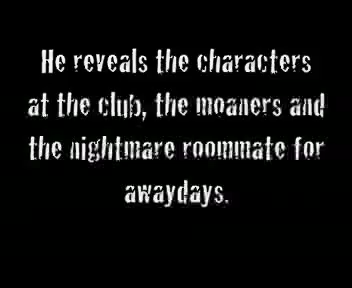 He reveals the characters
at the club, the moaners and
the nightmare roommate for
awaydays.